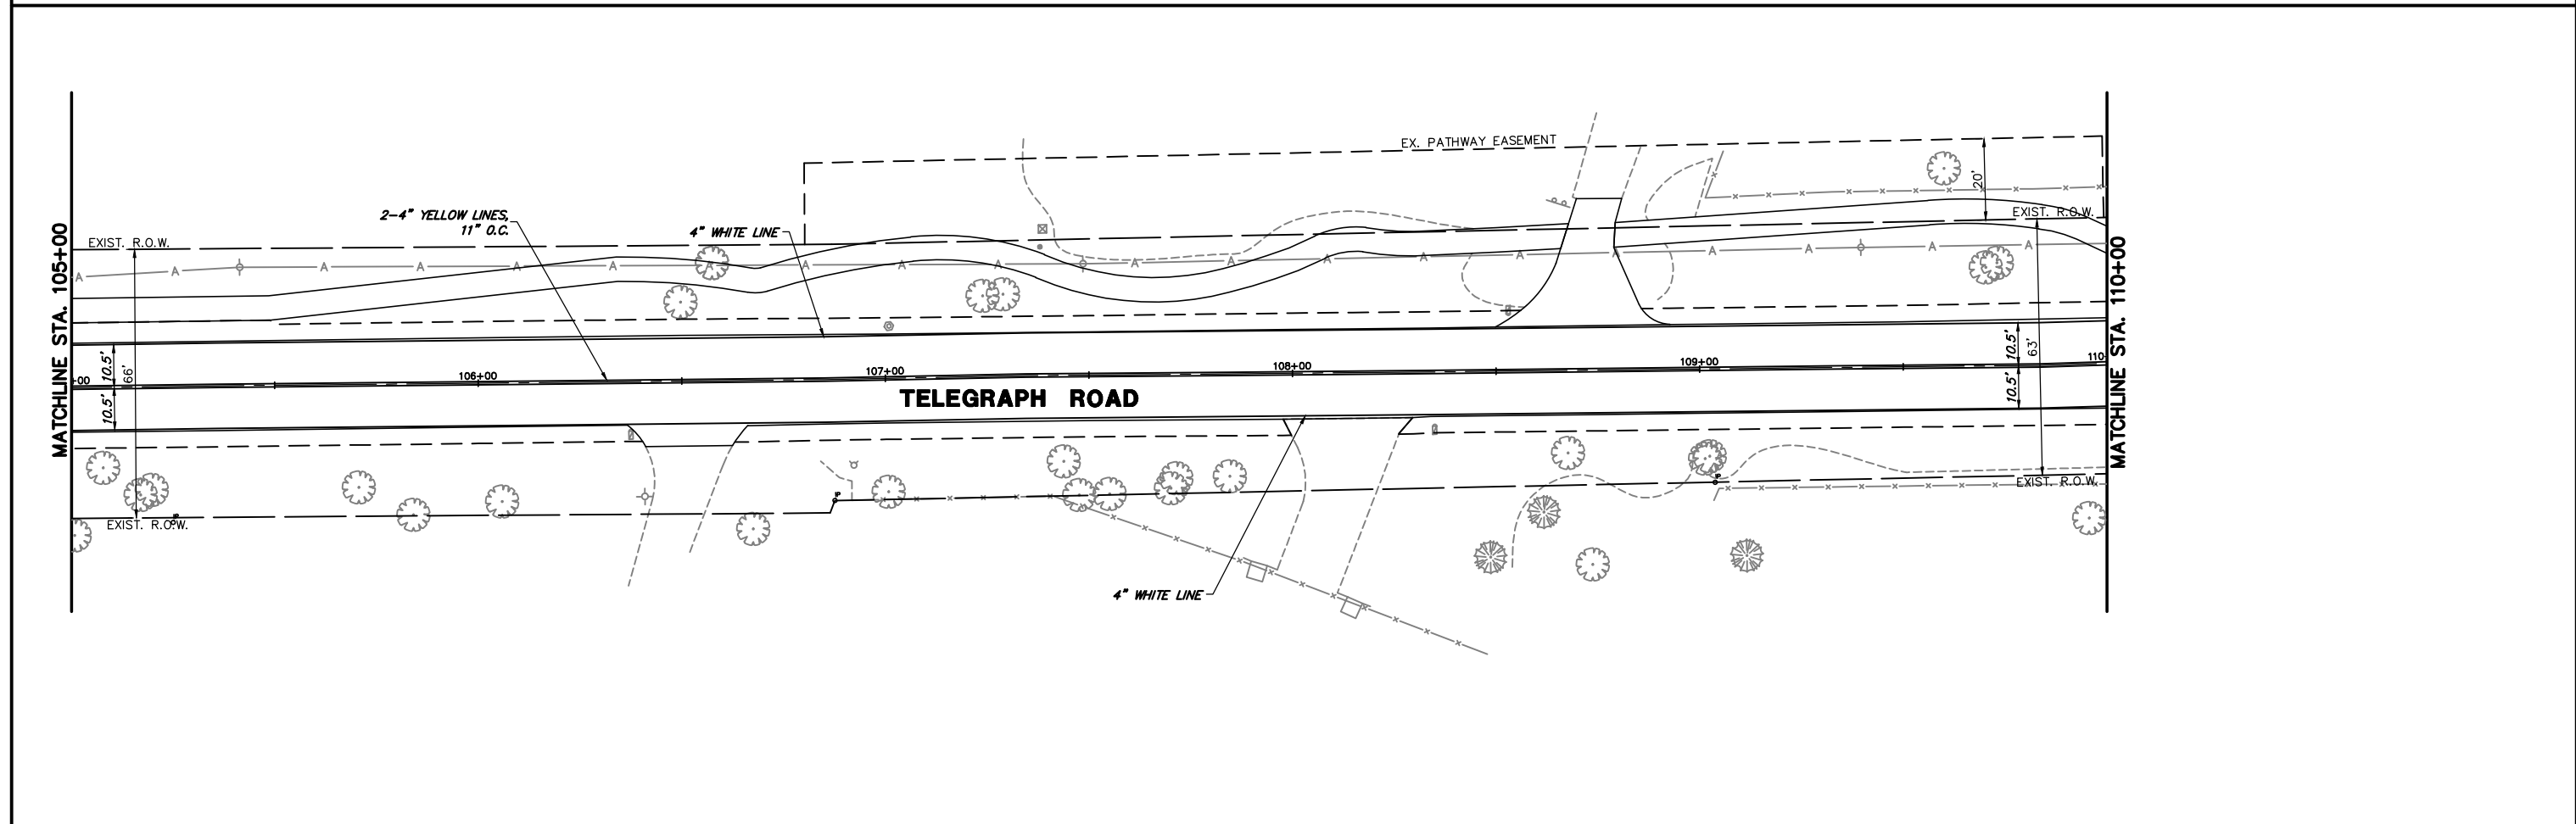 EX. PATHWAY EASEMENT
20'
2-4" YELLOW LINES,
11" O.C.
4" WHITE LINE
EXIST. R.O.W.
EXIST. R.O.W.
A A A A A A A A A A A A A A A A A A A A A
MATCHLINE STA. 105+00
MATCHLINE STA. 110+00
10.5'
66'
10.5'
10.5'
63'
10.5'
+00
106+00
107+00
108+00
109+00
110
TELEGRAPH ROAD
EXIST. R.O.W.
EXIST. R.O.W.
4" WHITE LINE